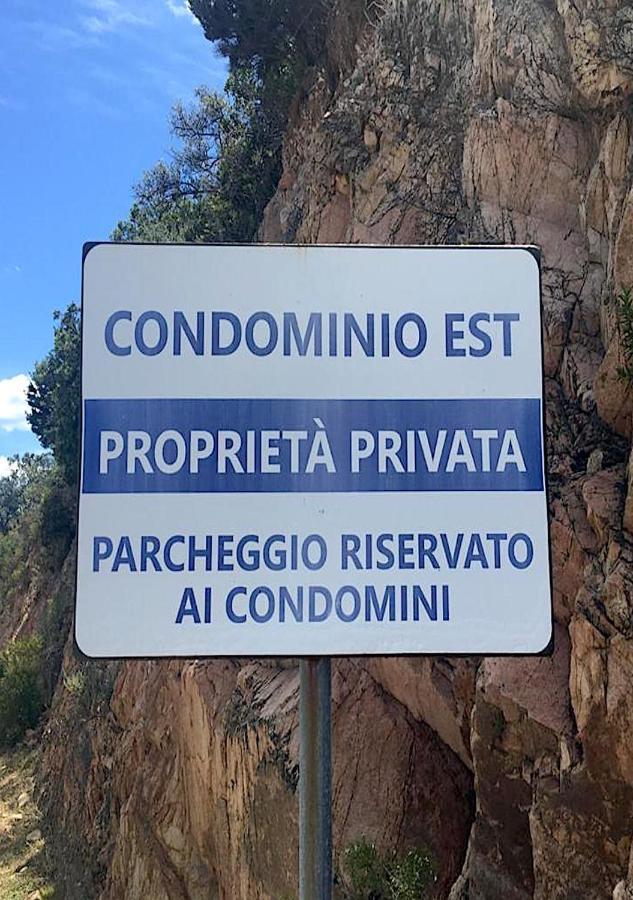 CONDOMINIO EST
PROPRIETÀ PRIVATA
PARCHEGGIO RISERVATO
AI CONDOMINI